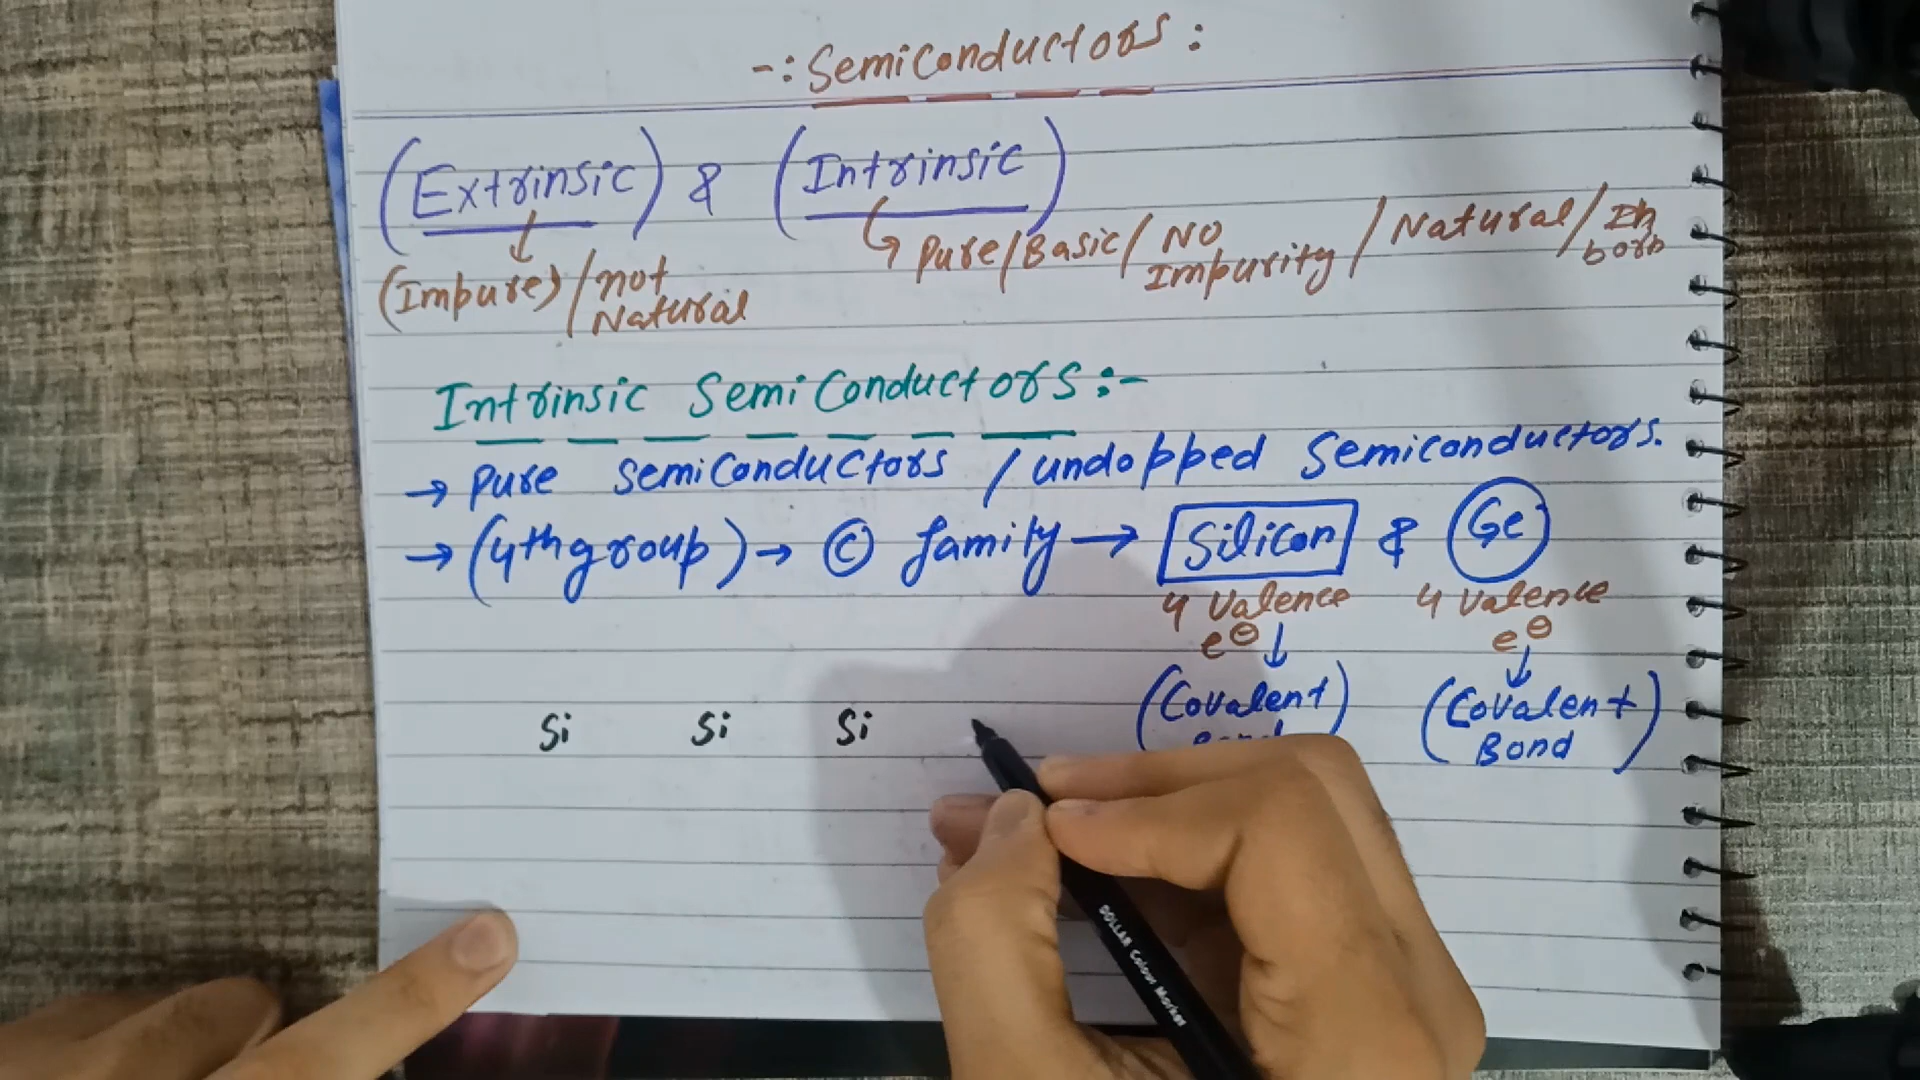 -: Semiconductors :
(Extrinsic) & (Intrinsic)
(Impure) / not Natural
Pure/Basic/ No Impurity / Natural / In born
Intrinsic Semiconductors:-
→ Pure semiconductors / undopped Semiconductors.
→ (4th group) → © family → Silicon & Ge
4 Valence e⊖ ↓ 4 Valence e⊖ ↓
(Covalent Bond) (Covalent Bond)
Si Si Si
DOLLAR Colour Marker